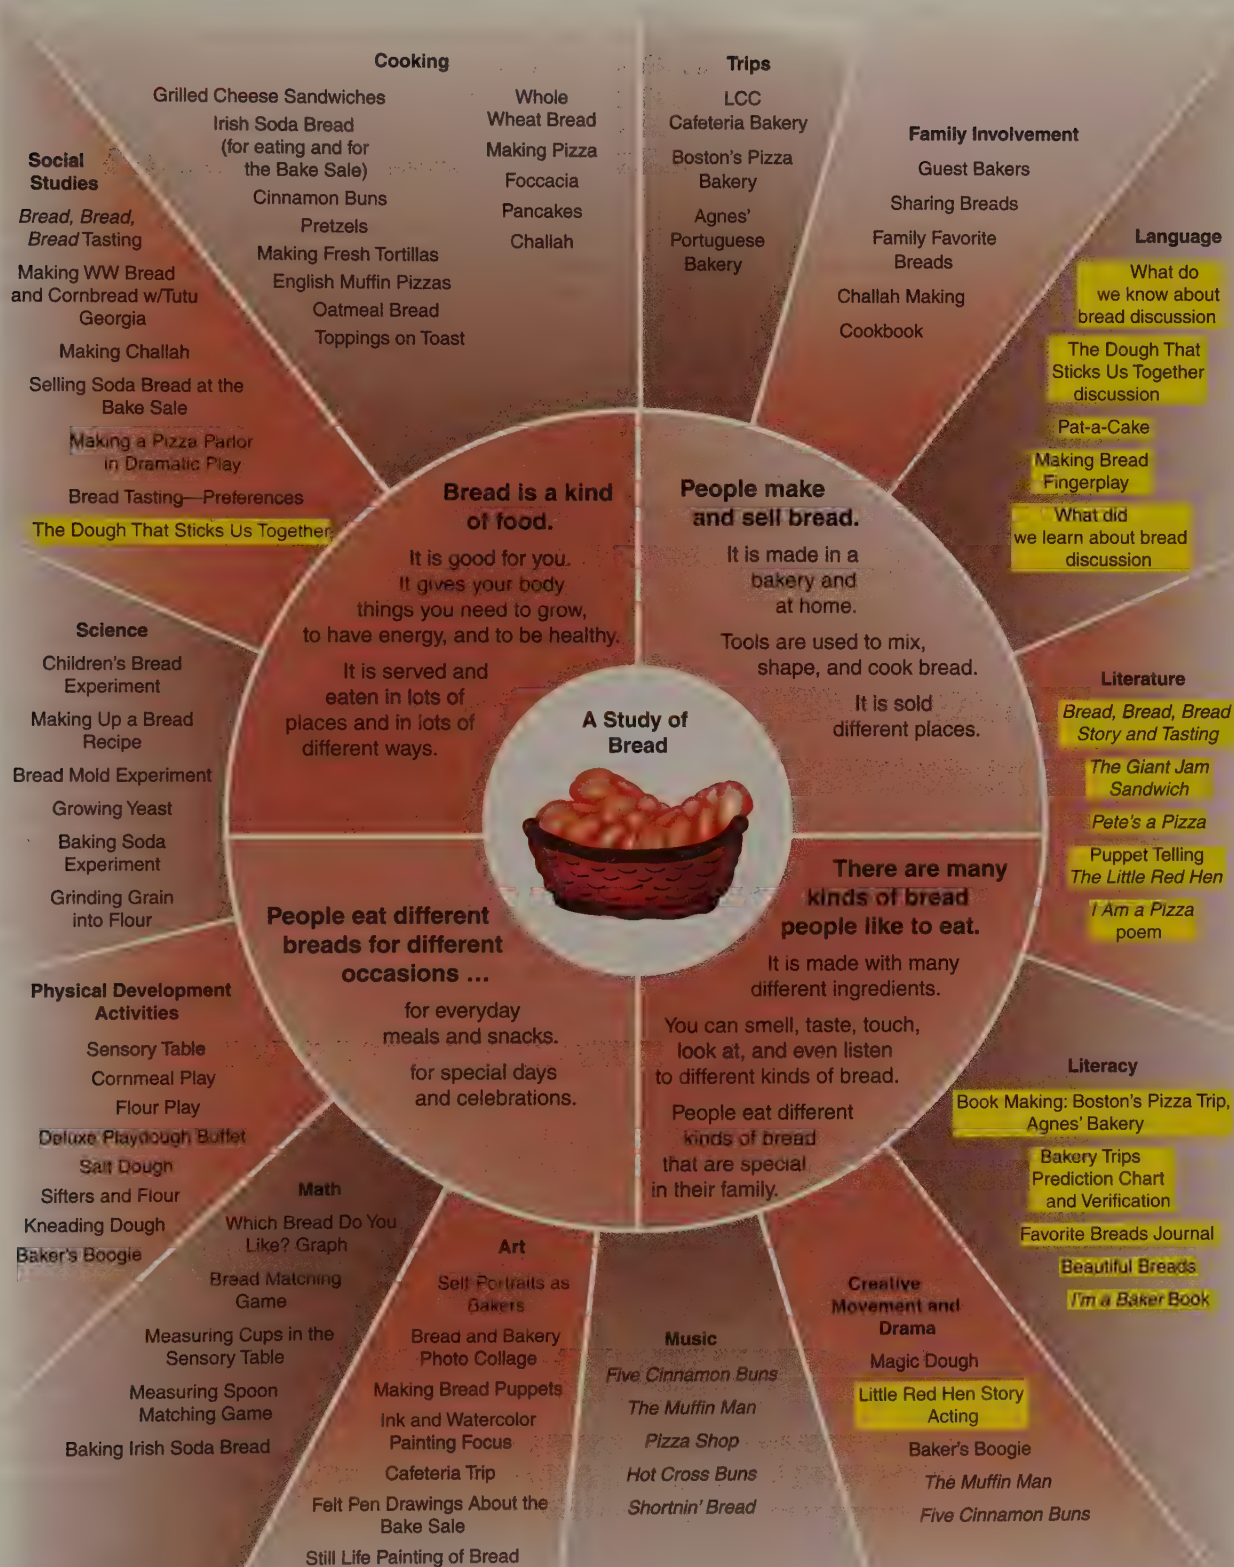 Cooking
Grilled Cheese Sandwiches
Irish Soda Bread
(for eating and for
the Bake Sale)
Cinnamon Buns
Pretzels
Making Fresh Tortillas
English Muffin Pizzas
Oatmeal Bread
Toppings on Toast
Whole
Wheat Bread
Making Pizza
Foccacia
Pancakes
Challah
Trips
LCC
Cafeteria Bakery
Boston's Pizza
Bakery
Agnes'
Portuguese
Bakery
Family Involvement
Guest Bakers
Sharing Breads
Family Favorite
Breads
Challah Making
Cookbook
Language
What do
we know about
bread discussion
The Dough That
Sticks Us Together
discussion
Pat-a-Cake
Making Bread
Fingerplay
What did
we learn about bread
discussion
Literature
Bread, Bread, Bread
Story and Tasting
The Giant Jam
Sandwich
Pete's a Pizza
Puppet Telling
The Little Red Hen
I Am a Pizza
poem
Literacy
Book Making: Boston's Pizza Trip,
Agnes' Bakery
Bakery Trips
Prediction Chart
and Verification
Favorite Breads Journal
Beautiful Breads
I'm a Baker Book
Creative
Movement and
Drama
Magic Dough
Little Red Hen Story
Acting
Baker's Boogie
The Muffin Man
Five Cinnamon Buns
Music
Five Cinnamon Buns
The Muffin Man
Pizza Shop
Hot Cross Buns
Shortnin' Bread
Art
Self Portraits as
Bakers
Bread and Bakery
Photo Collage
Making Bread Puppets
Ink and Watercolor
Painting Focus
Cafeteria Trip
Felt Pen Drawings About the
Bake Sale
Still Life Painting of Bread
Math
Which Bread Do You
Like? Graph
Bread Matching
Game
Measuring Cups in the
Sensory Table
Measuring Spoon
Matching Game
Baking Irish Soda Bread
Physical Development
Activities
Sensory Table
Cornmeal Play
Flour Play
Deluxe Playdough Buffet
Salt Dough
Sifters and Flour
Kneading Dough
Baker's Boogie
Science
Children's Bread
Experiment
Making Up a Bread
Recipe
Bread Mold Experiment
Growing Yeast
Baking Soda
Experiment
Grinding Grain
into Flour
Social
Studies
Bread, Bread,
Bread Tasting
Making WW Bread
and Cornbread w/Tutu
Georgia
Making Challah
Selling Soda Bread at the
Bake Sale
Making a Pizza Parlor
in Dramatic Play
Bread Tasting—Preferences
The Dough That Sticks Us Together
Bread is a kind
of food.
It is good for you.
It gives your body
things you need to grow,
to have energy, and to be healthy.
It is served and
eaten in lots of
places and in lots of
different ways.
People make
and sell bread.
It is made in a
bakery and
at home.
Tools are used to mix,
shape, and cook bread.
It is sold
different places.
A Study of
Bread
People eat different
breads for different
occasions ...
for everyday
meals and snacks.
for special days
and celebrations.
There are many
kinds of bread
people like to eat.
It is made with many
different ingredients.
You can smell, taste, touch,
look at, and even listen
to different kinds of bread.
People eat different
kinds of bread
that are special
in their family.